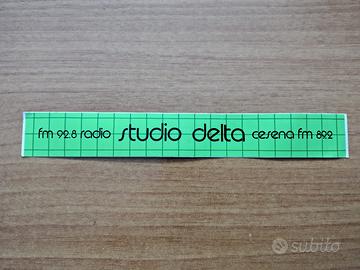 fm 92.8 radio studio delta cesena fm 89.2
subito